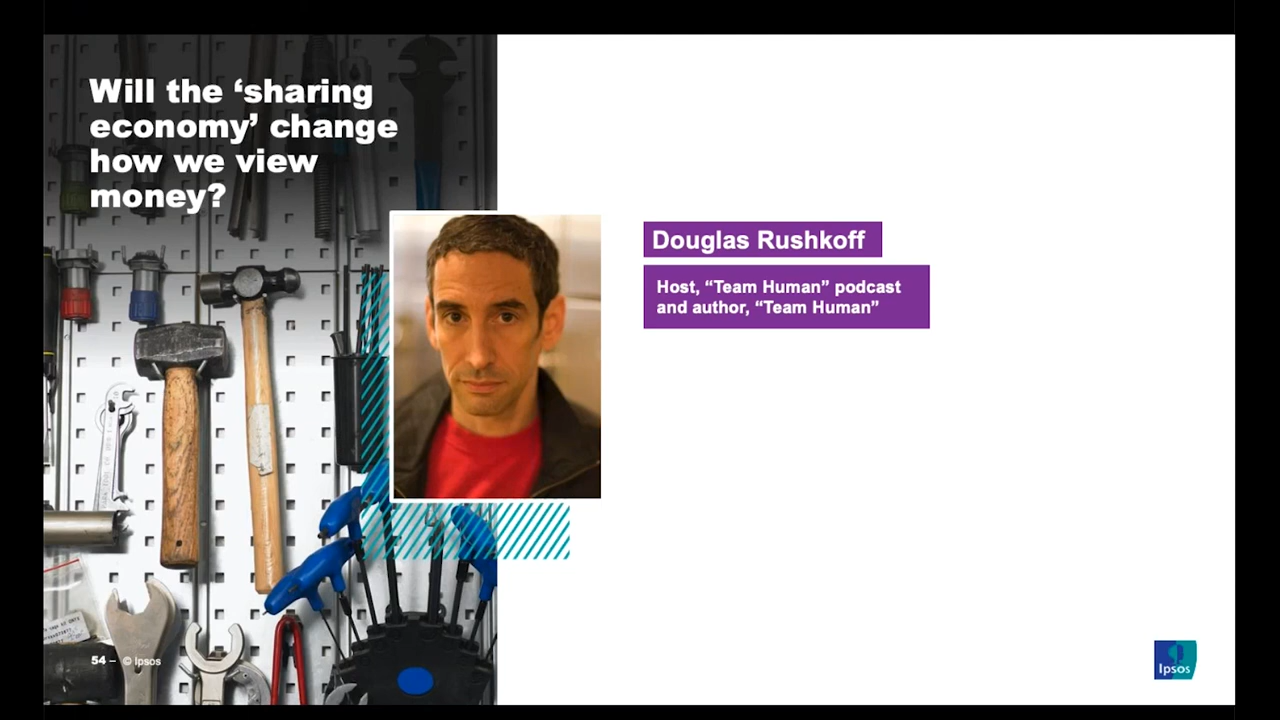 Will the ‘sharing
economy’ change
how we view
money?
Douglas Rushkoff
Host, “Team Human” podcast
and author, “Team Human”
54 – © Ipsos
Ipsos